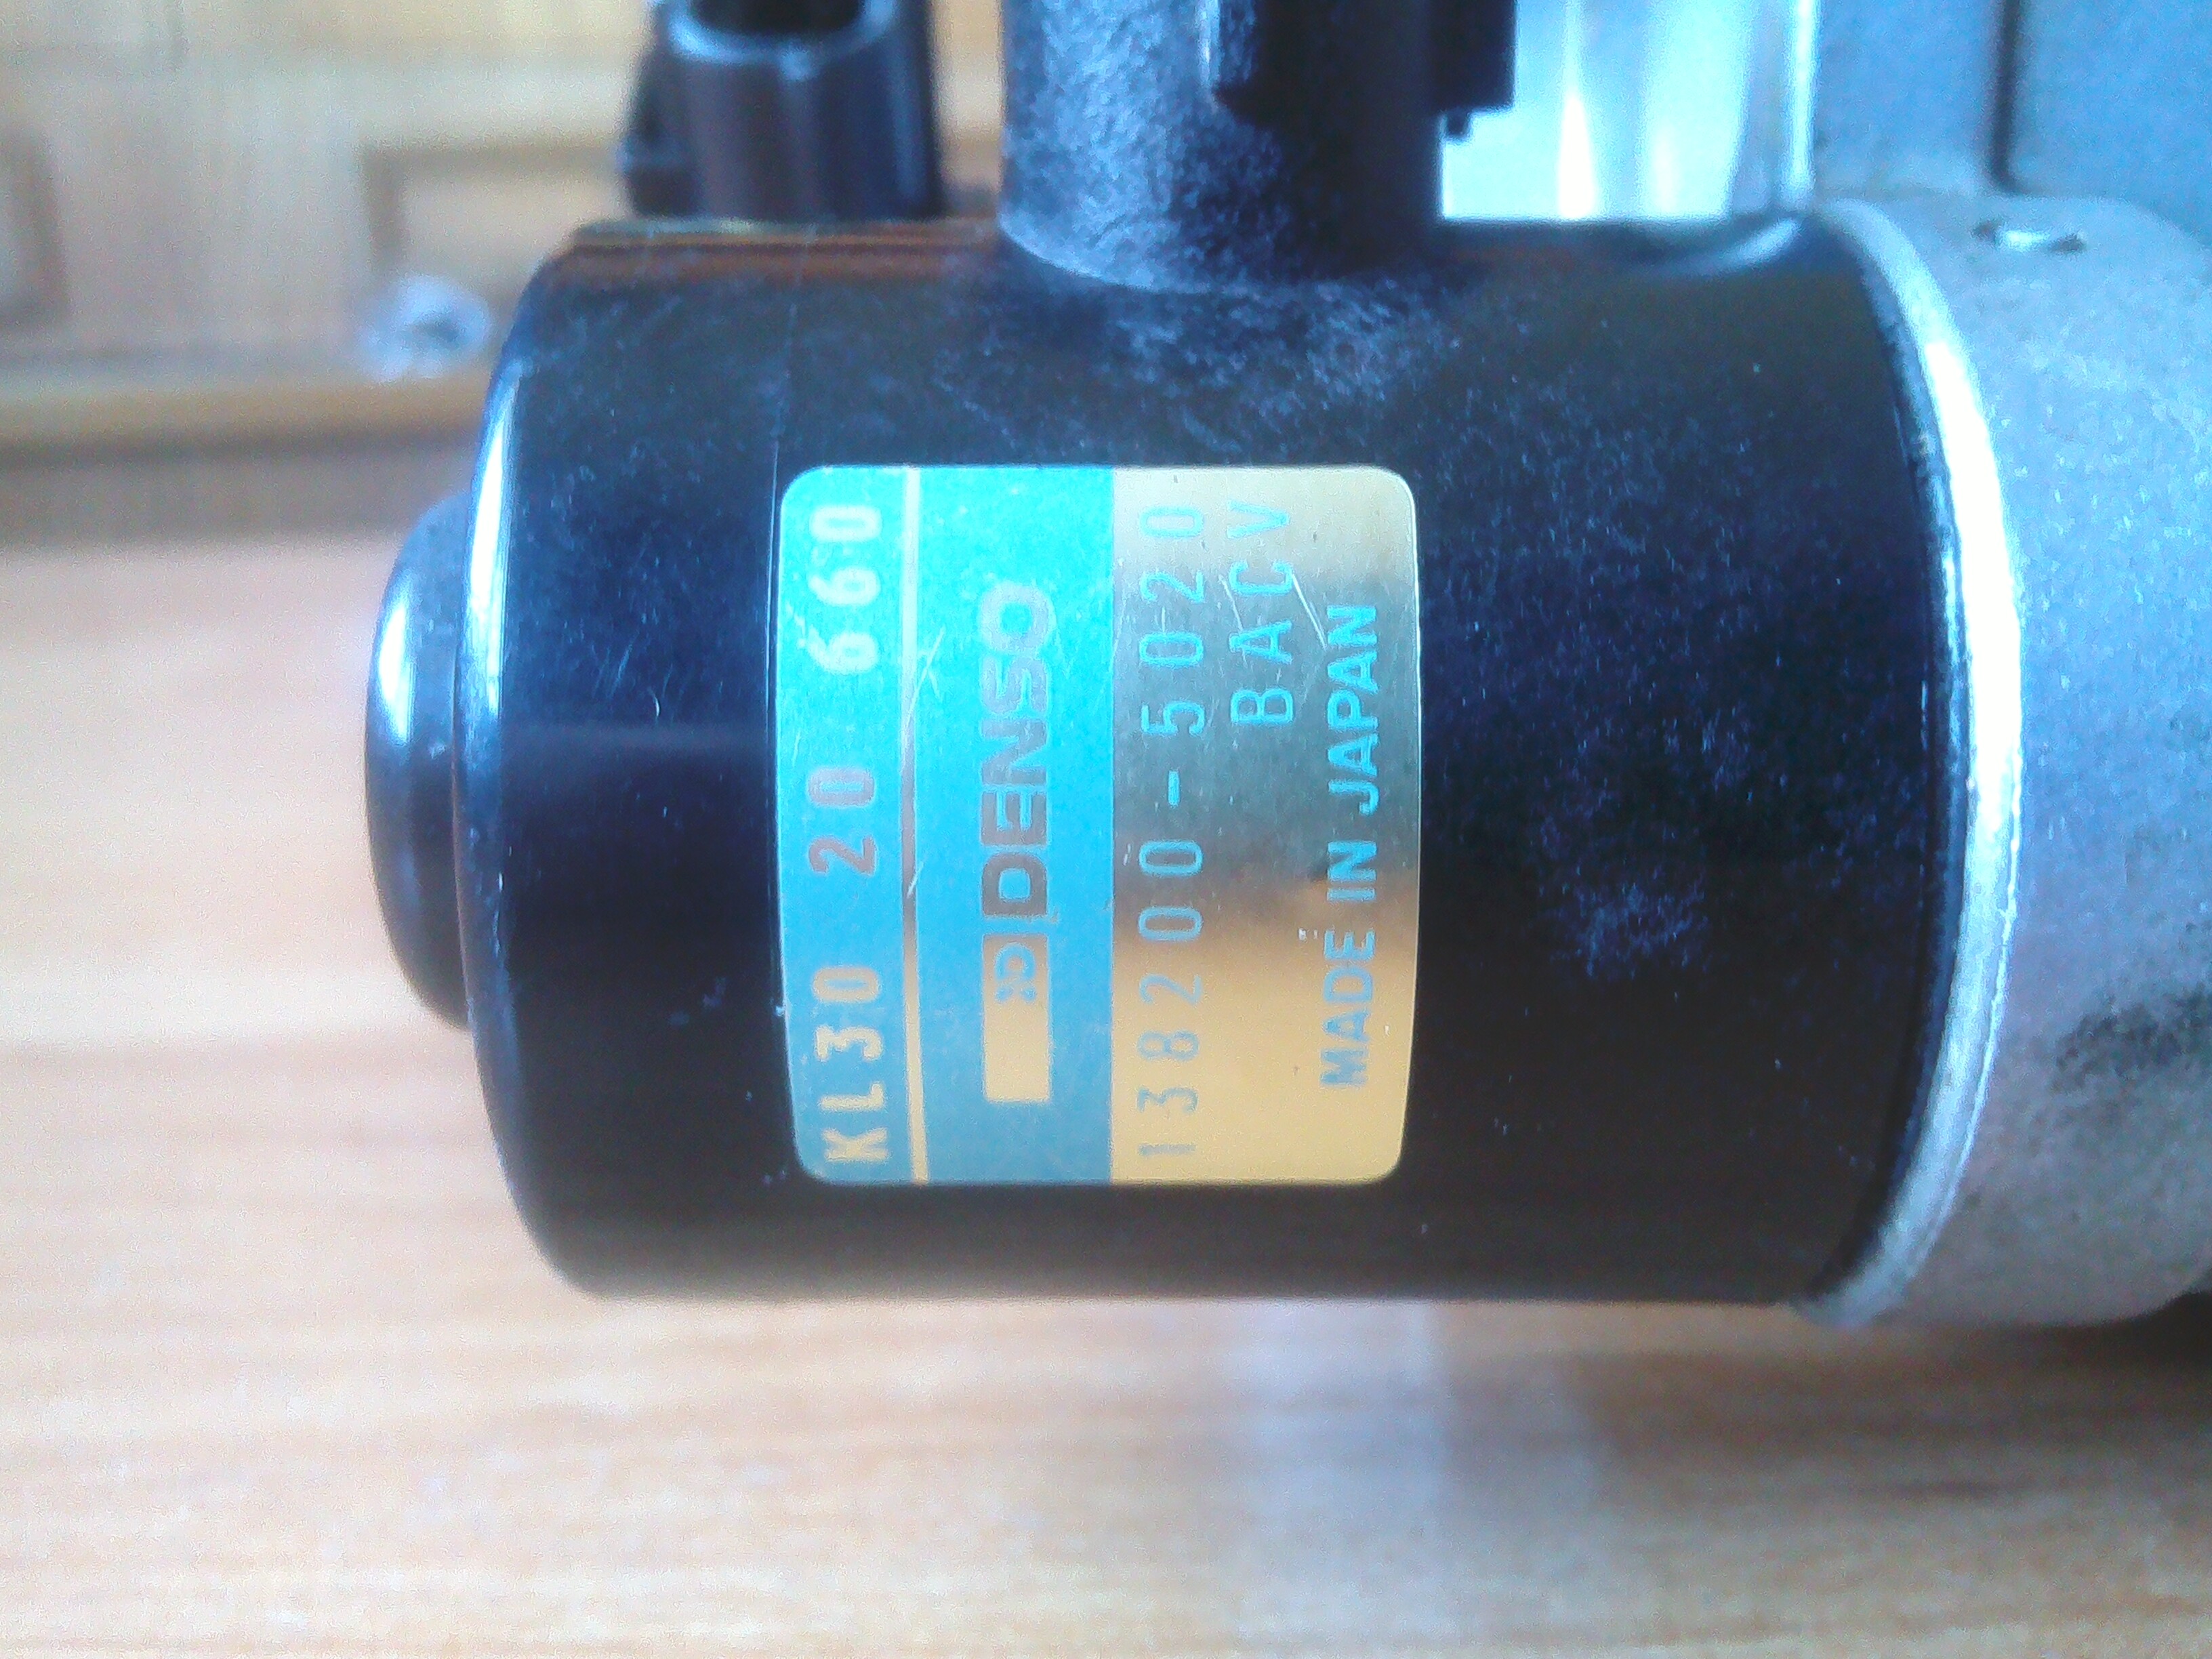 KL30 20 660
DENSO
138200-5020
BACV
MADE IN JAPAN